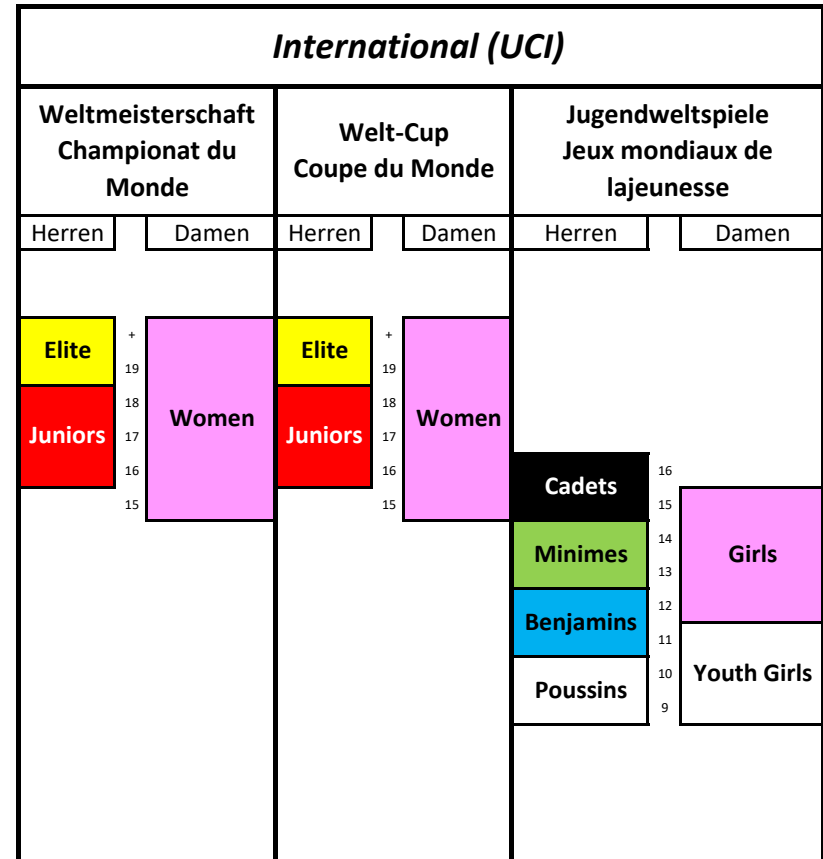 International (UCI)
Weltmeisterschaft
Championat du
Monde
Welt-Cup
Coupe du Monde
Jugendweltspiele
Jeux mondiaux de
lajeunesse
Herren Damen Herren Damen Herren Damen
Elite
+
19
18
17
16
15
Juniors
Women
Elite
+
19
18
17
16
15
Juniors
Women
Cadets
16
15
14
13
12
11
10
9
Minimes
Benjamins
Poussins
Girls
Youth Girls